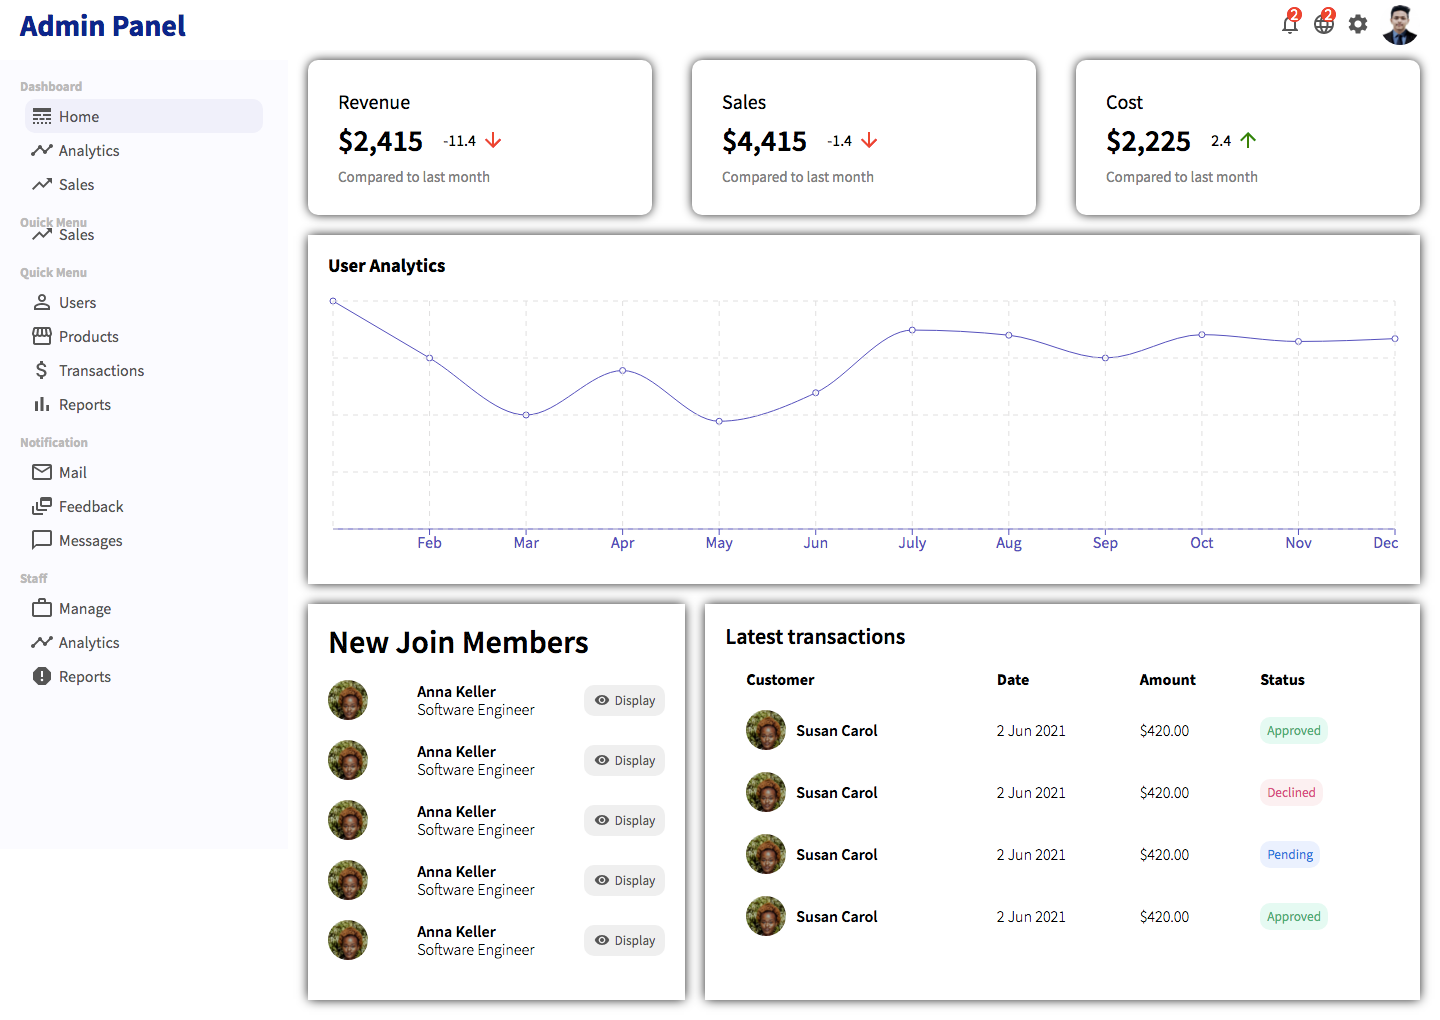 Admin Panel
2
2
Dashboard
Home
Analytics
Sales
Quick Menu
Sales
Quick Menu
Users
Products
Transactions
Reports
Notification
Mail
Feedback
Messages
Staff
Manage
Analytics
Reports
Revenue
$2,415 -11.4
Compared to last month
Sales
$4,415 -1.4
Compared to last month
Cost
$2,225 2.4
Compared to last month
User Analytics
Feb Mar Apr May Jun July Aug Sep Oct Nov Dec
New Join Members
Anna Keller
Software Engineer
Display
Anna Keller
Software Engineer
Display
Anna Keller
Software Engineer
Display
Anna Keller
Software Engineer
Display
Anna Keller
Software Engineer
Display
Latest transactions
Customer Date Amount Status
Susan Carol 2 Jun 2021 $420.00 Approved
Susan Carol 2 Jun 2021 $420.00 Declined
Susan Carol 2 Jun 2021 $420.00 Pending
Susan Carol 2 Jun 2021 $420.00 Approved